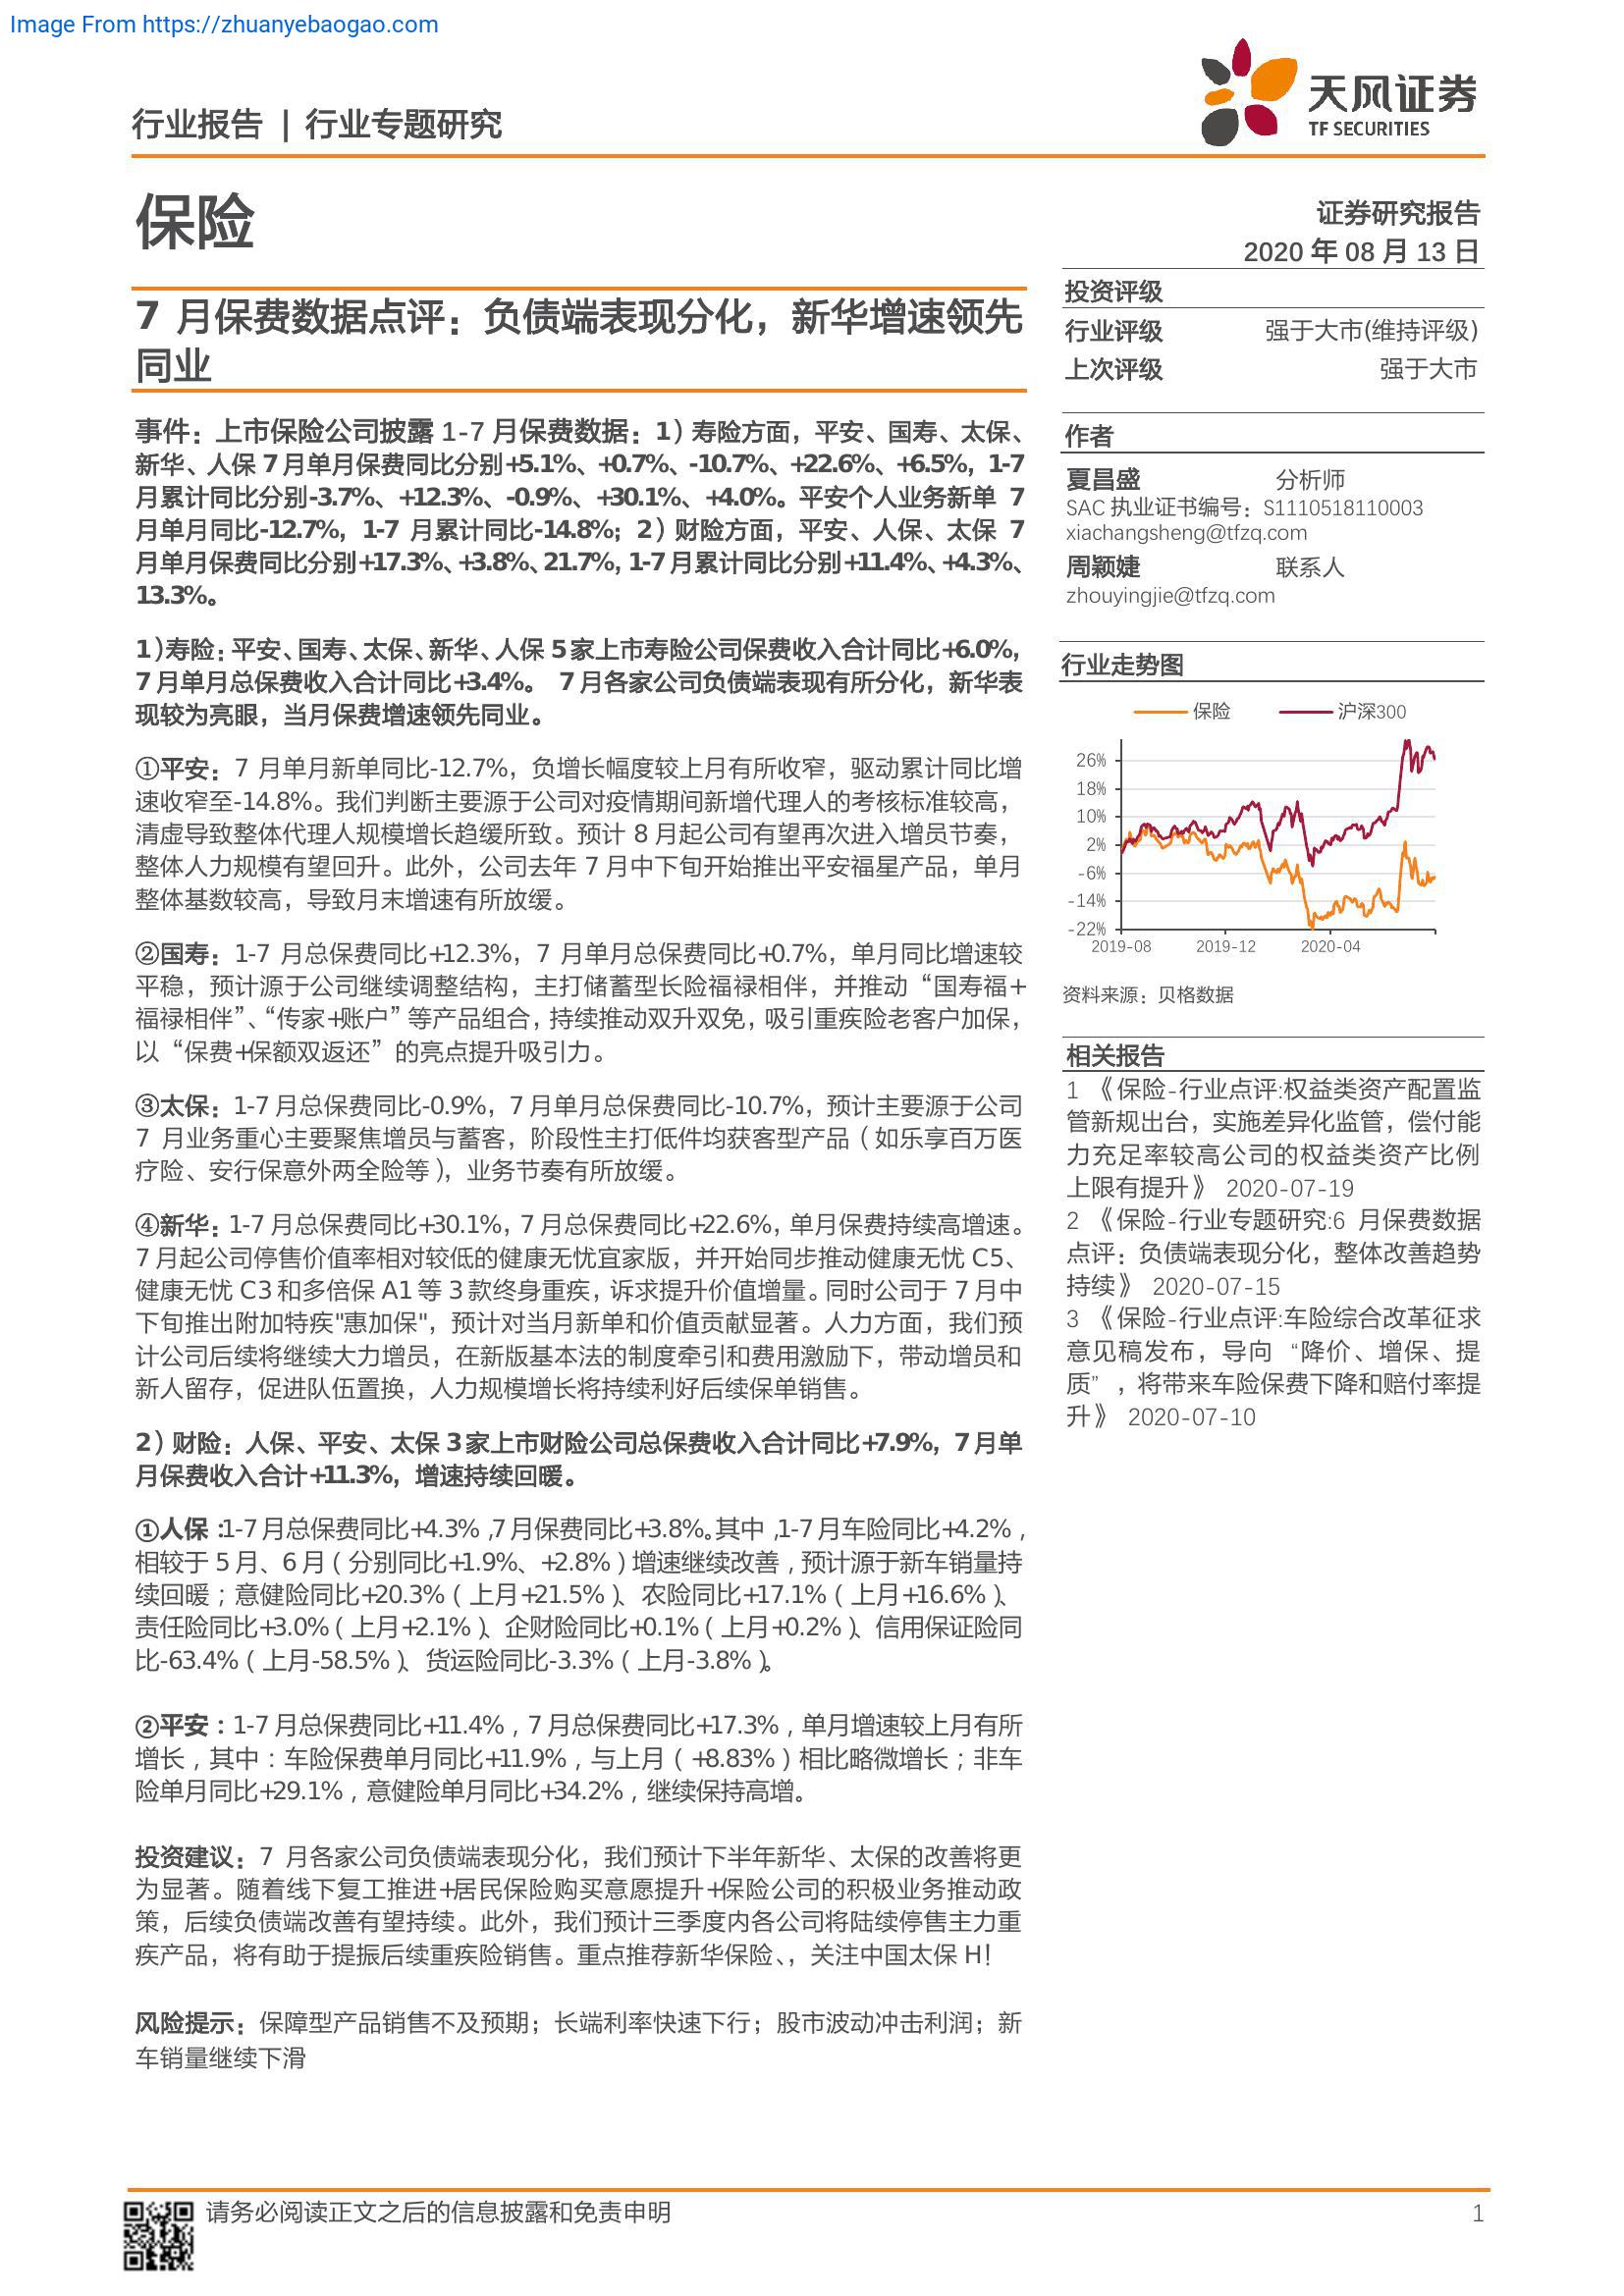 Image From https://zhuanyebaogao.com
行业报告 | 行业专题研究
天风证券
TF SECURITIES
保险
证券研究报告
2020 年 08 月 13 日
7 月保费数据点评：负债端表现分化，新华增速领先
同业
事件：上市保险公司披露 1-7 月保费数据：1）寿险方面，平安、国寿、太保、
新华、人保 7 月单月保费同比分别+5.1%、+0.7%、-10.7%、+22.6%、+6.5%，1-7
月累计同比分别-3.7%、+12.3%、-0.9%、+30.1%、+4.0%。平安个人业务新单 7
月单月同比-12.7%，1-7 月累计同比-14.8%；2）财险方面，平安、人保、太保 7
月单月保费同比分别+17.3%、+3.8%、21.7%，1-7 月累计同比分别+11.4%、+4.3%、
13.3%。
1）寿险：平安、国寿、太保、新华、人保 5 家上市寿险公司保费收入合计同比+6.0%，
7 月单月总保费收入合计同比+3.4%。 7 月各家公司负债端表现有所分化，新华表
现较为亮眼，当月保费增速领先同业。
①平安：7 月单月新单同比-12.7%，负增长幅度较上月有所收窄，驱动累计同比增
速收窄至-14.8%。我们判断主要源于公司对疫情期间新增代理人的考核标准较高，
清虚导致整体代理人规模增长趋缓所致。预计 8 月起公司有望再次进入增员节奏，
整体人力规模有望回升。此外，公司去年 7 月中下旬开始推出平安福星产品，单月
整体基数较高，导致月末增速有所放缓。
②国寿：1-7 月总保费同比+12.3%，7 月单月总保费同比+0.7%，单月同比增速较
平稳，预计源于公司继续调整结构，主打储蓄型长险福禄相伴，并推动“国寿福+
福禄相伴”、“传家+账户”等产品组合，持续推动双升双免，吸引重疾险老客户加保，
以“保费+保额双返还”的亮点提升吸引力。
③太保：1-7 月总保费同比-0.9%，7 月单月总保费同比-10.7%，预计主要源于公司
7 月业务重心主要聚焦增员与蓄客，阶段性主打低件均获客型产品（如乐享百万医
疗险、安行保意外两全险等），业务节奏有所放缓。
④新华：1-7 月总保费同比+30.1%，7 月总保费同比+22.6%，单月保费持续高增速。
7 月起公司停售价值率相对较低的健康无忧宜家版，并开始同步推动健康无忧 C5、
健康无忧 C3 和多倍保 A1 等 3 款终身重疾，诉求提升价值增量。同时公司于 7 月中
下旬推出附加特疾"惠加保"，预计对当月新单和价值贡献显著。人力方面，我们预
计公司后续将继续大力增员，在新版基本法的制度牵引和费用激励下，带动增员和
新人留存，促进队伍置换，人力规模增长将持续利好后续保单销售。
2）财险：人保、平安、太保 3 家上市财险公司总保费收入合计同比+7.9%，7 月单
月保费收入合计+11.3%，增速持续回暖。
①人保：1-7 月总保费同比+4.3%，7 月保费同比+3.8%。其中，1-7 月车险同比+4.2%，
相较于 5 月、6 月（分别同比+1.9%、+2.8%）增速继续改善，预计源于新车销量持
续回暖；意健险同比+20.3%（上月+21.5%）、农险同比+17.1%（上月+16.6%）、
责任险同比+3.0%（上月+2.1%）、企财险同比+0.1%（上月+0.2%）、信用保证险同
比-63.4%（上月-58.5%）、货运险同比-3.3%（上月-3.8%）。
②平安：1-7 月总保费同比+11.4%，7 月总保费同比+17.3%，单月增速较上月有所
增长，其中：车险保费单月同比+11.9%，与上月（+8.83%）相比略微增长；非车
险单月同比+29.1%，意健险单月同比+34.2%，继续保持高增。
投资建议：7 月各家公司负债端表现分化，我们预计下半年新华、太保的改善将更
为显著。随着线下复工推进+居民保险购买意愿提升+保险公司的积极业务推动政
策，后续负债端改善有望持续。此外，我们预计三季度内各公司将陆续停售主力重
疾产品，将有助于提振后续重疾险销售。重点推荐新华保险、，关注中国太保 H！
风险提示：保障型产品销售不及预期；长端利率快速下行；股市波动冲击利润；新
车销量继续下滑
投资评级
行业评级 强于大市(维持评级)
上次评级 强于大市
作者
夏昌盛 分析师
SAC 执业证书编号：S1110518110003
xiachangsheng@tfzq.com
周颖婕 联系人
zhouyingjie@tfzq.com
行业走势图
保险 沪深300
26%
18%
10%
2%
-6%
-14%
-22%
2019-08 2019-12 2020-04
资料来源：贝格数据
相关报告
1 《保险-行业点评:权益类资产配置监
管新规出台，实施差异化监管，偿付能
力充足率较高公司的权益类资产比例
上限有提升》 2020-07-19
2 《保险-行业专题研究:6 月保费数据
点评：负债端表现分化，整体改善趋势
持续》 2020-07-15
3 《保险-行业点评:车险综合改革征求
意见稿发布，导向“降价、增保、提
质”，将带来车险保费下降和赔付率提
升》 2020-07-10
请务必阅读正文之后的信息披露和免责申明
1